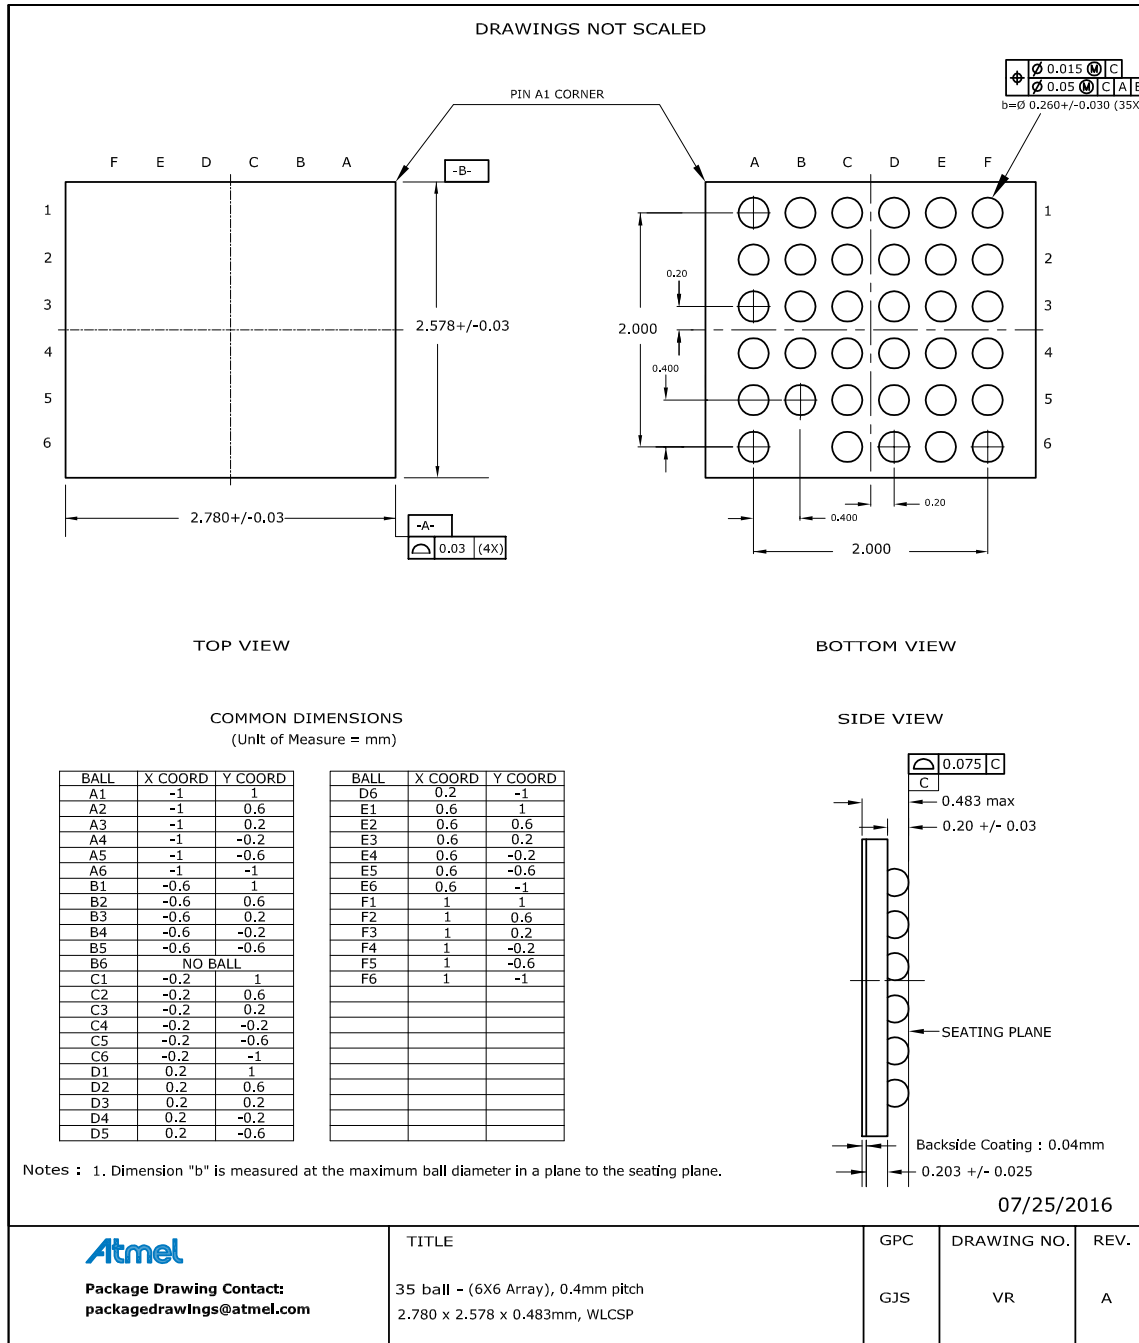 DRAWINGS NOT SCALED
PIN A1 CORNER
Ø 0.015 Ⓜ C
Ø 0.05 Ⓜ C A
b=Ø 0.260+/-0.030 (35X
F E D C B A
-B-
1
2
3
4
5
6
2.578+/-0.03
2.780+/-0.03
-A-
0.03 (4X)
A B C D E F
1
2
3
4
5
6
0.20
2.000
0.400
0.400
0.20
2.000
TOP VIEW
BOTTOM VIEW
COMMON DIMENSIONS
(Unit of Measure = mm)
BALL X COORD Y COORD
A1 -1 1
A2 -1 0.6
A3 -1 0.2
A4 -1 -0.2
A5 -1 -0.6
A6 -1 -1
B1 -0.6 1
B2 -0.6 0.6
B3 -0.6 0.2
B4 -0.6 -0.2
B5 -0.6 -0.6
B6 NO BALL
C1 -0.2 1
C2 -0.2 0.6
C3 -0.2 0.2
C4 -0.2 -0.2
C5 -0.2 -0.6
C6 -0.2 -1
D1 0.2 1
D2 0.2 0.6
D3 0.2 0.2
D4 0.2 -0.2
D5 0.2 -0.6
BALL X COORD Y COORD
D6 0.2 -1
E1 0.6 1
E2 0.6 0.6
E3 0.6 0.2
E4 0.6 -0.2
E5 0.6 -0.6
E6 0.6 -1
F1 1 1
F2 1 0.6
F3 1 0.2
F4 1 -0.2
F5 1 -0.6
F6 1 -1
SIDE VIEW
0.075 C
C
0.483 max
0.20 +/- 0.03
SEATING PLANE
Backside Coating : 0.04mm
0.203 +/- 0.025
Notes : 1. Dimension "b" is measured at the maximum ball diameter in a plane to the seating plane.
07/25/2016
Atmel
Package Drawing Contact:
packagedrawings@atmel.com
TITLE
35 ball - (6X6 Array), 0.4mm pitch
2.780 x 2.578 x 0.483mm, WLCSP
GPC
GJS
DRAWING NO.
VR
REV.
A